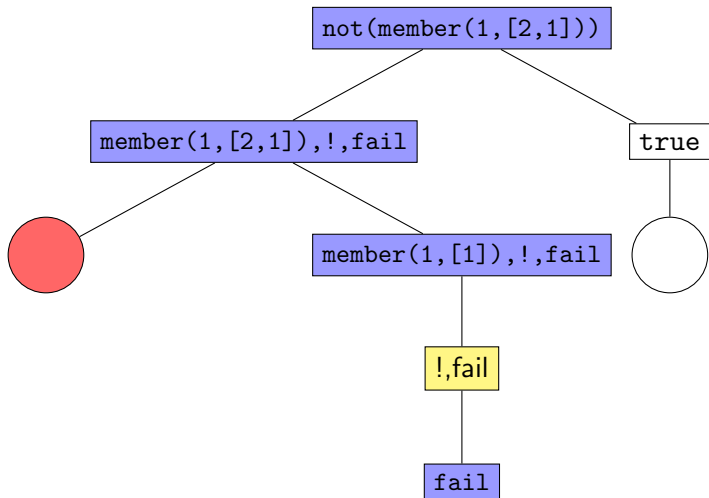 not(member(1,[2,1]))
member(1,[2,1]),!,fail
true
member(1,[1]),!,fail
!,fail
fail